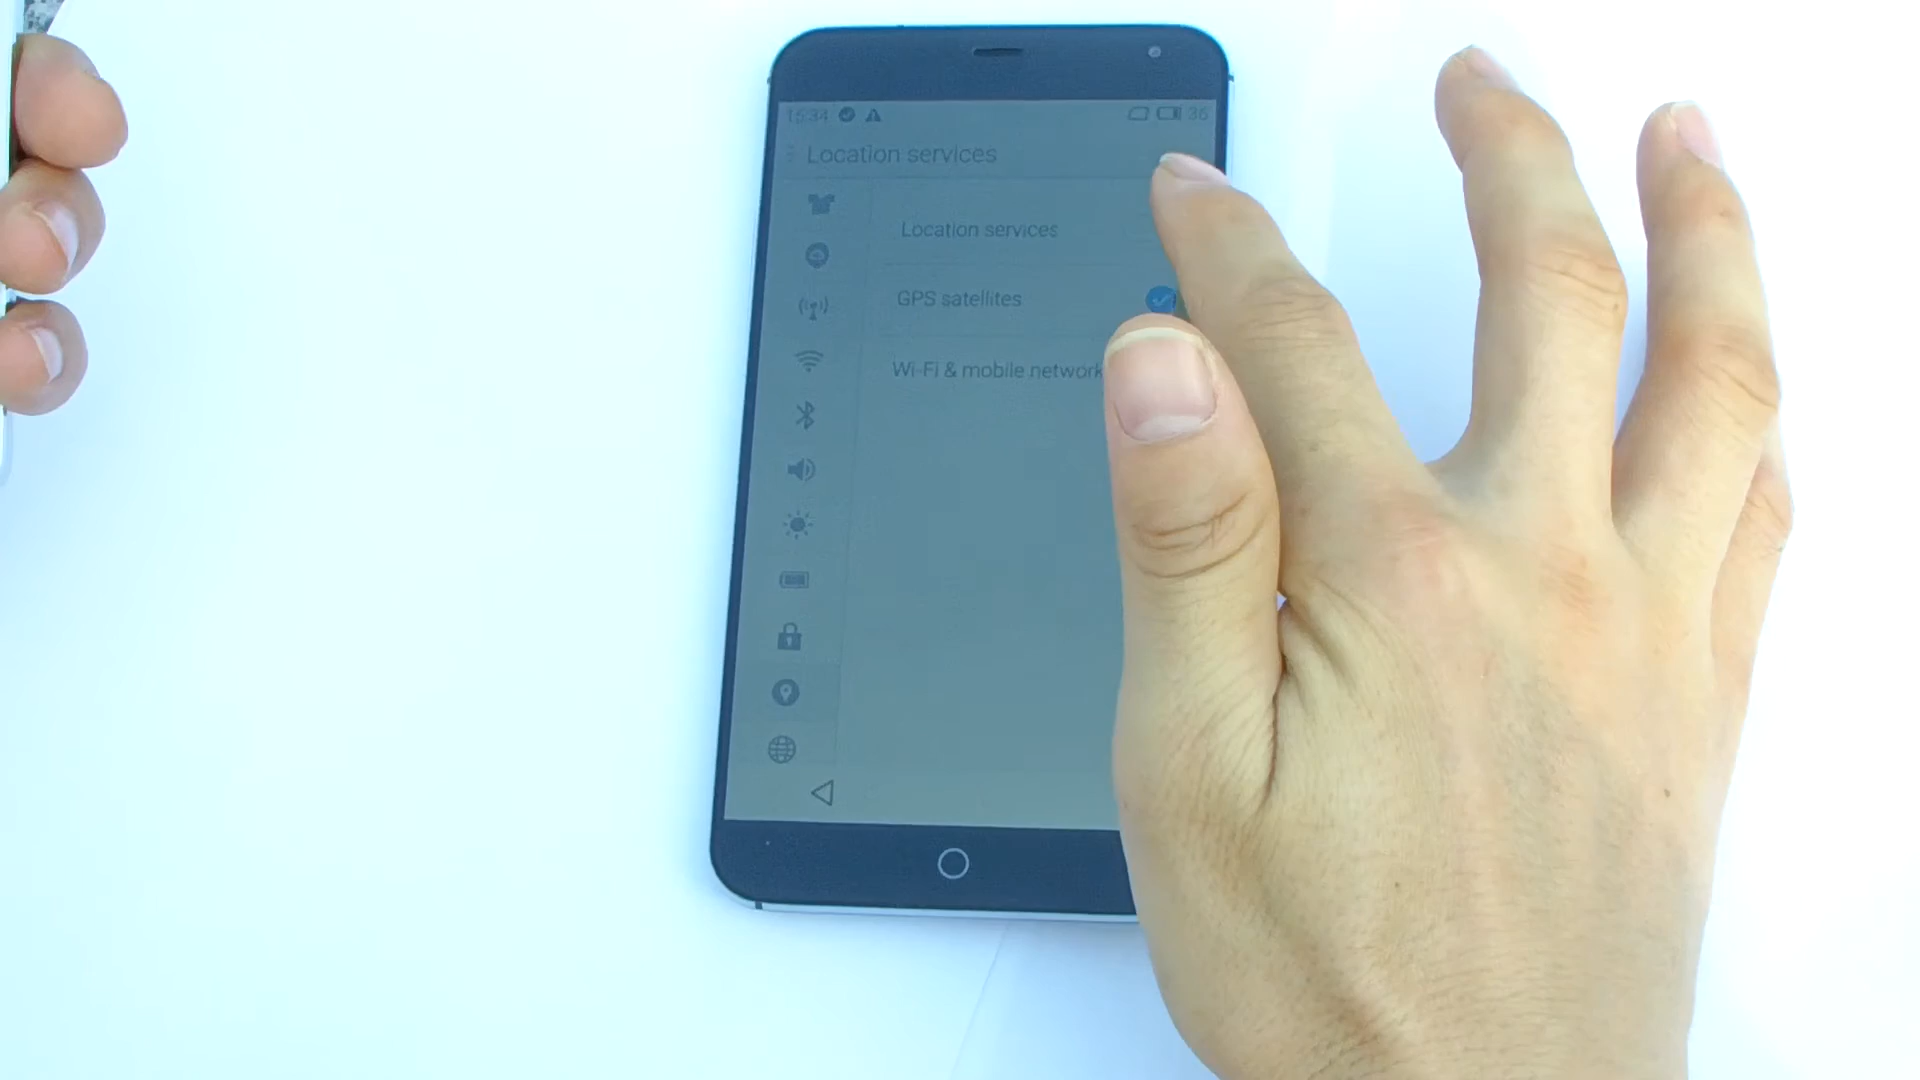 15:34 36
Location services
Location services
GPS satellites
Wi-Fi & mobile network